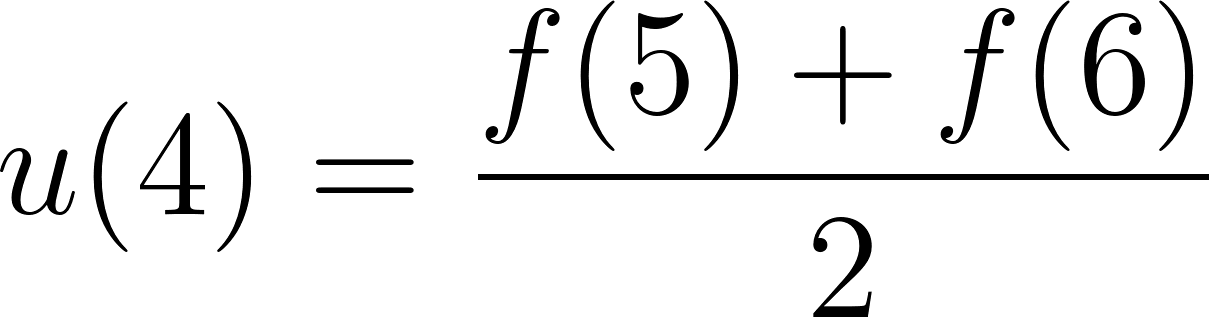 u(4) = \frac{f(5) + f(6)}{2}